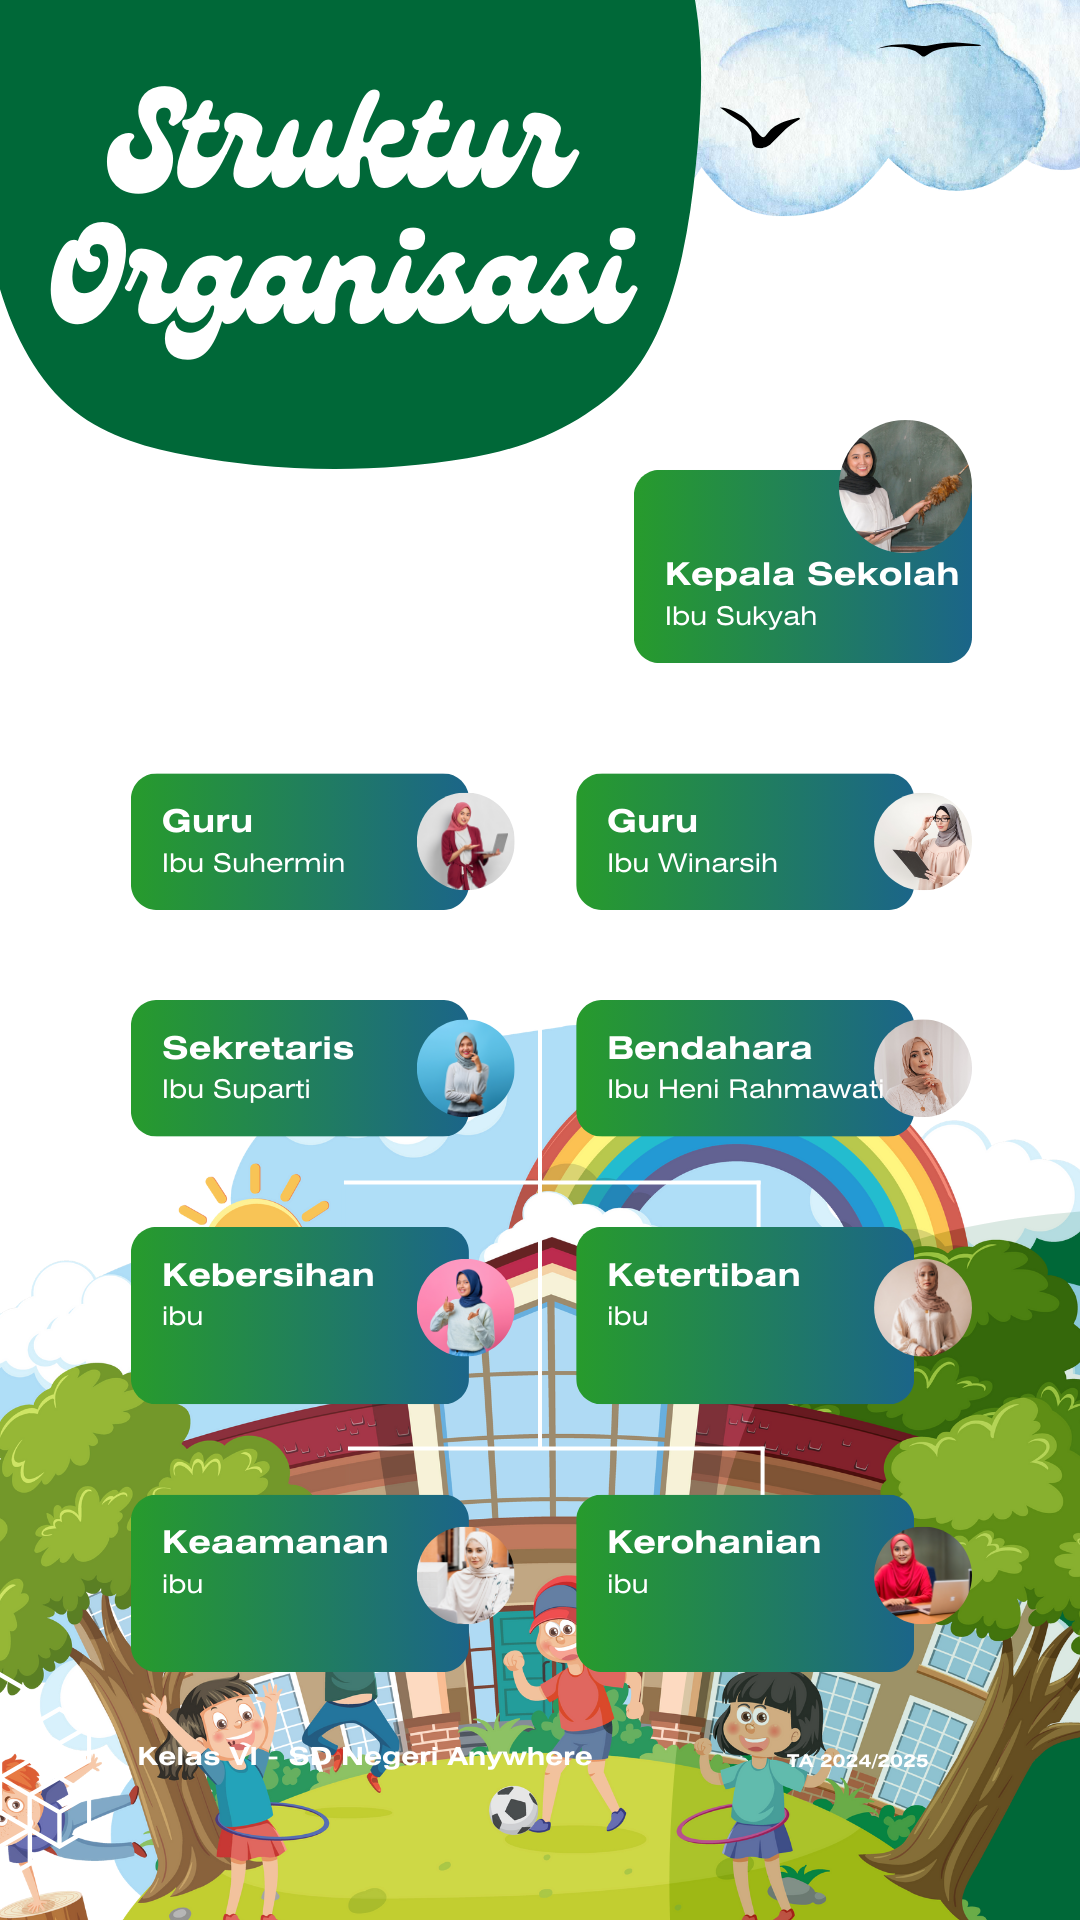 Struktur
Organisasi
Kepala Sekolah
Ibu Sukyah
Guru
Ibu Suhermin
Guru
Ibu Winarsih
Sekretaris
Ibu Suparti
Bendahara
Ibu Heni Rahmawati
Kebersihan
ibu
Ketertiban
ibu
Keaamanan
ibu
Kerohanian
ibu
Kelas VI - SD Negeri Anywhere
TA 2024/2025